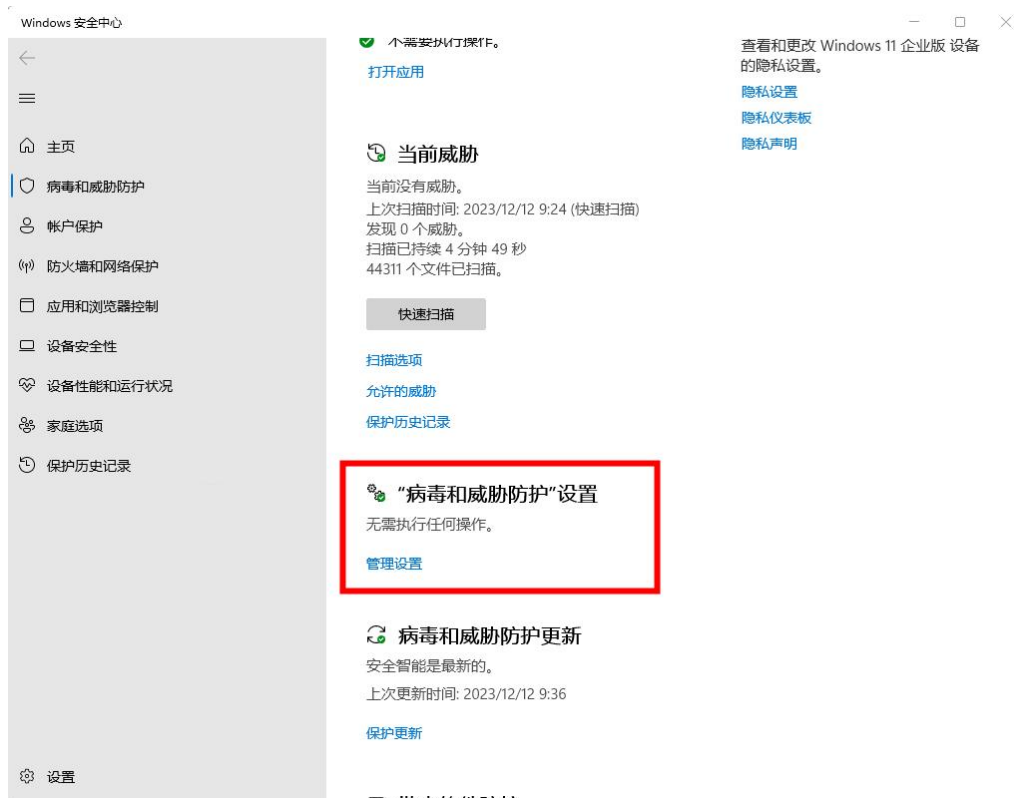 Windows 安全中心
主页
病毒和威胁防护
帐户保护
防火墙和网络保护
应用和浏览器控制
设备安全性
设备性能和运行状况
家庭选项
保护历史记录
设置
不需要执行操作。
打开应用
当前威胁
当前没有威胁。
上次扫描时间: 2023/12/12 9:24 (快速扫描)
发现 0 个威胁。
扫描已持续 4 分钟 49 秒
44311 个文件已扫描。
快速扫描
扫描选项
允许的威胁
保护历史记录
“病毒和威胁防护”设置
无需执行任何操作。
管理设置
病毒和威胁防护更新
安全智能是最新的。
上次更新时间: 2023/12/12 9:36
保护更新
查看和更改 Windows 11 企业版 设备
的隐私设置。
隐私设置
隐私仪表板
隐私声明